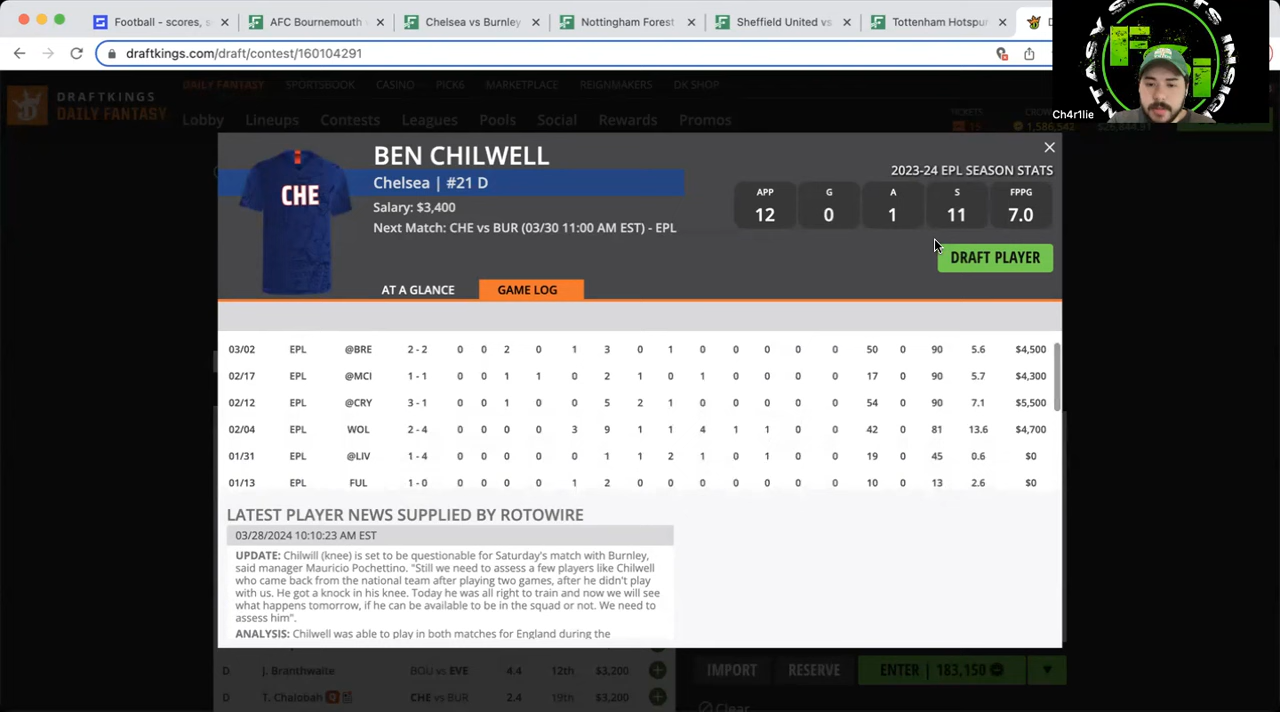 Football - scores, s
AFC Bournemouth
Chelsea vs Burnley
Nottingham Forest
Sheffield United vs
Tottenham Hotspu
draftkings.com/draft/contest/160104291
Ch4r1lie
DRAFTKINGS
DAILY FANTASY
DAILY FANTASY SPORTSBOOK CASINO PICK6 MARKETPLACE REIGNMAKERS DK SHOP
Lobby Lineups Contests Leagues Pools Social Rewards Promos
BEN CHILWELL
Chelsea | #21 D
Salary: $3,400
Next Match: CHE vs BUR (03/30 11:00 AM EST) - EPL
CHE
2023-24 EPL SEASON STATS
APP G A S FPPG
12 0 1 11 7.0
DRAFT PLAYER
AT A GLANCE GAME LOG
03/02 EPL @BRE 2 - 2 0 0 2 0 1 3 0 1 0 0 0 0 0 50 0 90 5.6 $4,500
02/17 EPL @MCI 1 - 1 0 0 1 1 0 2 1 0 1 0 0 0 0 17 0 90 5.7 $4,300
02/12 EPL @CRY 3 - 1 0 0 1 0 0 5 2 1 0 0 0 0 0 54 0 90 7.1 $5,500
02/04 EPL WOL 2 - 4 0 0 0 0 3 9 1 1 4 1 1 0 0 42 0 81 13.6 $4,700
01/31 EPL @LIV 1 - 4 0 0 0 0 0 1 1 2 1 0 1 0 0 19 0 45 0.6 $0
01/13 EPL FUL 1 - 0 0 0 0 0 1 2 0 0 0 0 0 0 0 10 0 13 2.6 $0
LATEST PLAYER NEWS SUPPLIED BY ROTOWIRE
03/28/2024 10:10:23 AM EST
UPDATE: Chilwill (knee) is set to be questionable for Saturday's match with Burnley,
said manager Mauricio Pochettino. "Still we need to assess a few players like Chilwell
who came back from the national team after playing two games, after he didn't play
with us. He got a knock in his knee. Today he was all right to train and now we will see
what happens tomorrow, if he can be available to be in the squad or not. We need to
assess him".
ANALYSIS: Chilwell was able to play in both matches for England during the
D J. Branthwaite BOU vs EVE 4.4 12th $3,200
D T. Chalobah Q CHE vs BUR 2.4 19th $3,200
IMPORT RESERVE ENTER | 183,150
Clear